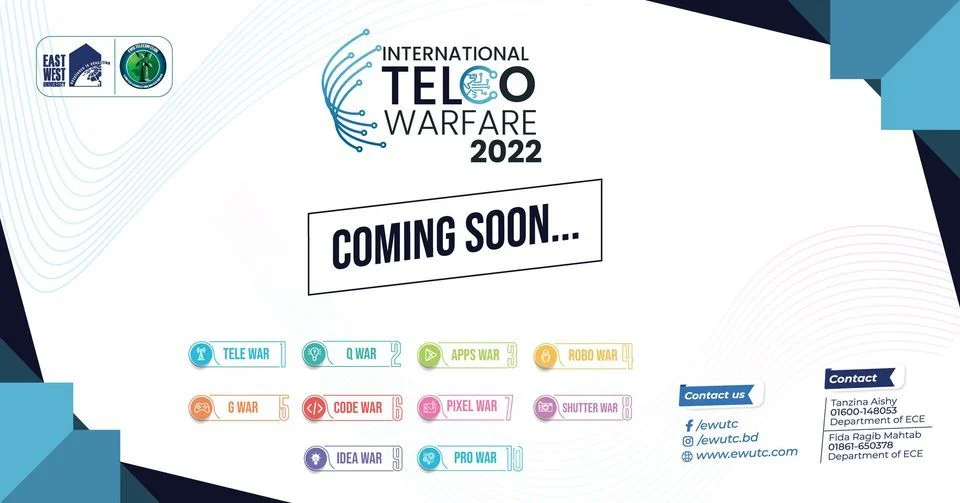 EAST
WEST
UNIVERSITY
EWU TELECOM CLUB
INTERNATIONAL
TELCO
WARFARE
2022
COMING SOON...
TELE WAR 1
Q WAR 2
APPS WAR 3
ROBO WAR 4
G WAR 5
CODE WAR 6
PIXEL WAR 7
SHUTTER WAR 8
IDEA WAR 9
PRO WAR 10
Contact us
/ewutc
/ewutc.bd
www.ewutc.com
Contact
Tanzina Aishy
01600-148053
Department of ECE
Fida Ragib Mahtab
01861-650378
Department of ECE